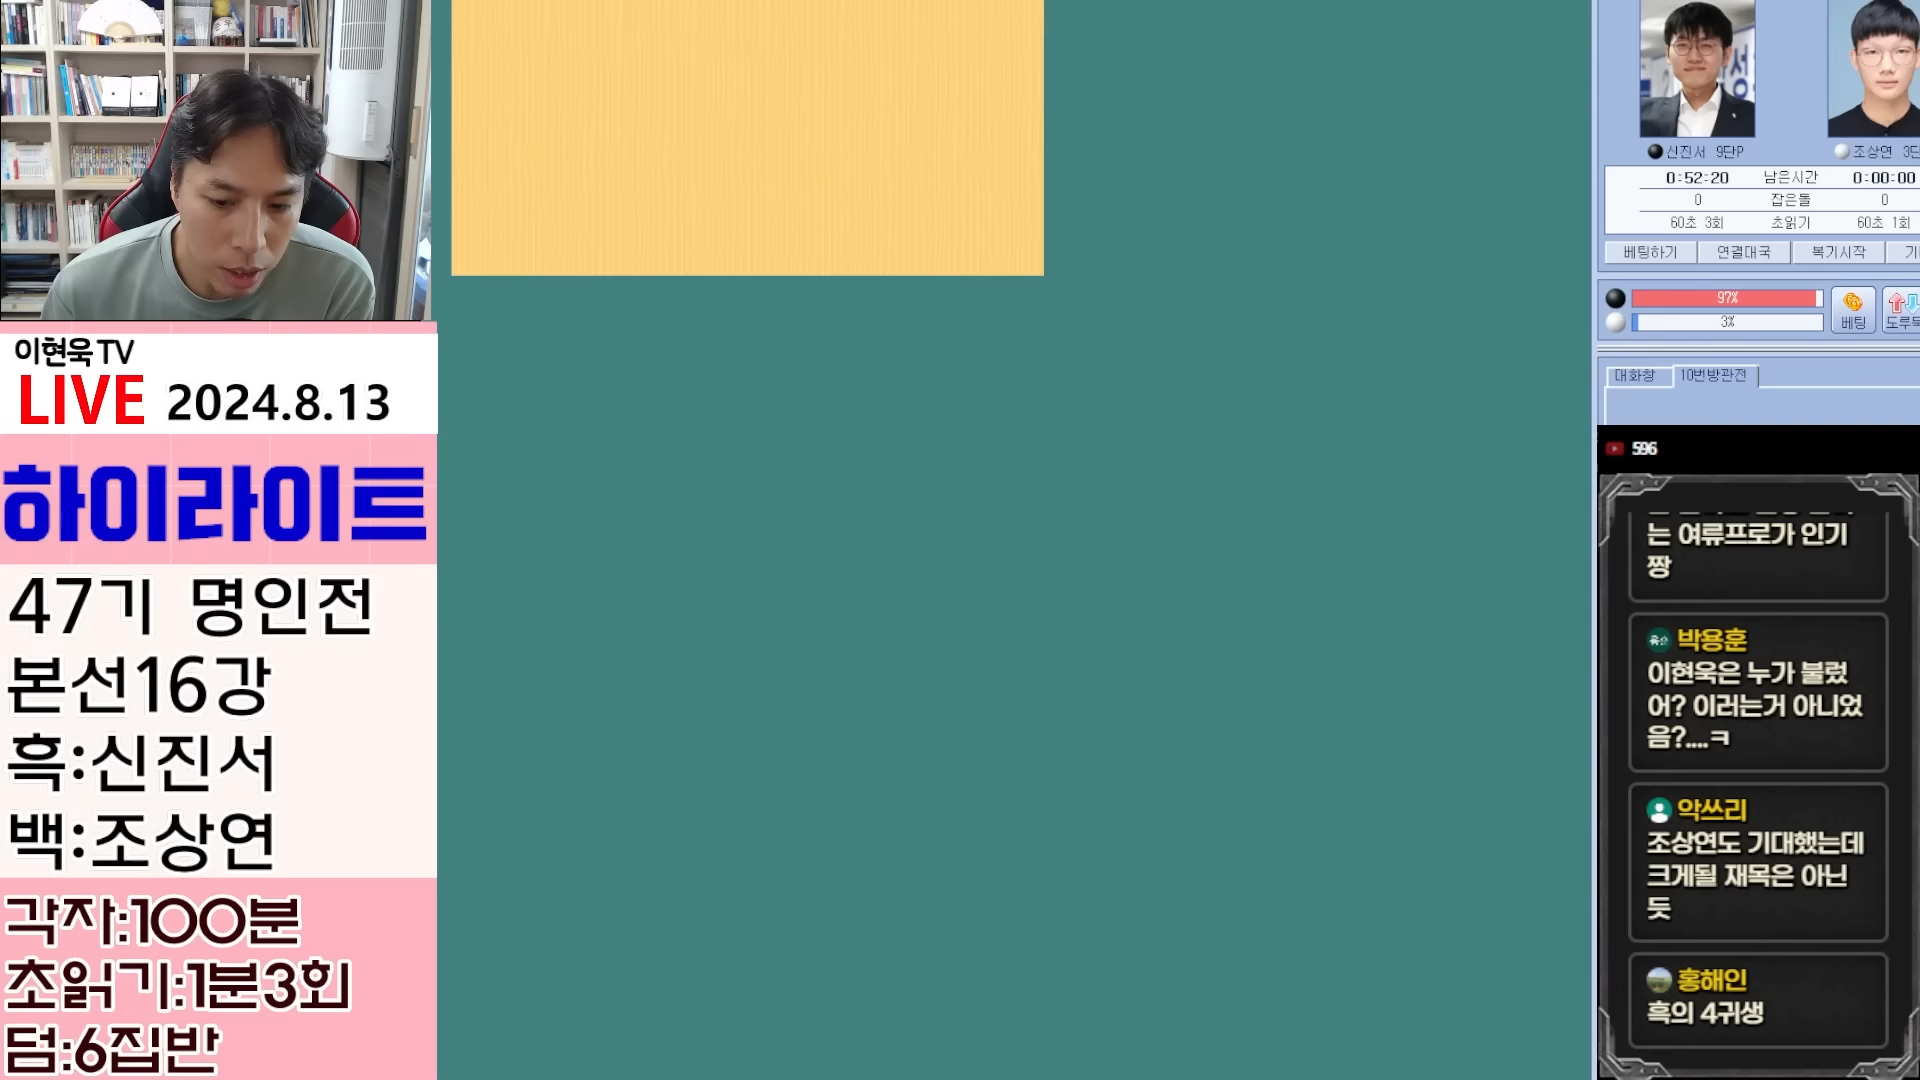 이현욱TV
LIVE 2024.8.13
하이라이트
47기 명인전
본선16강
흑:신진서
백:조상연
각자:100분
초읽기:1분3회
덤:6집반
신진서 9단P
조상연 3단
0:52:20 남은시간 0:00:00
0 잡은돌 0
60초 3회 초읽기 60초 1회
베팅하기 연결대국 복기시작
97%
3%
베팅
대화창 10번방관전
596
는 여류프로가 인기
짱
박용훈
이현욱은 누가 불렀
어? 이러는거 아니었
음?....ㅋ
악쓰리
조상연도 기대했는데
크게될 재목은 아닌
듯
홍해인
흑의 4귀생